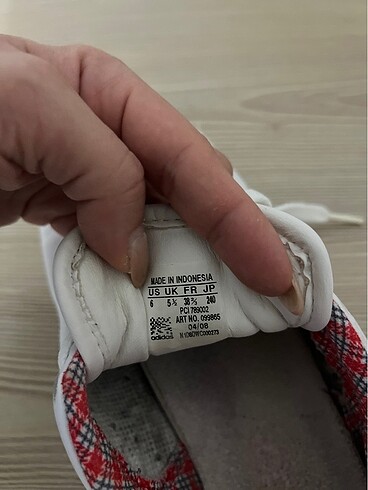 MADE IN INDONESIA
US UK FR JP
6 5½ 38⅔ 240
PCI 789002
ART NO. 099865
04/08
adidas